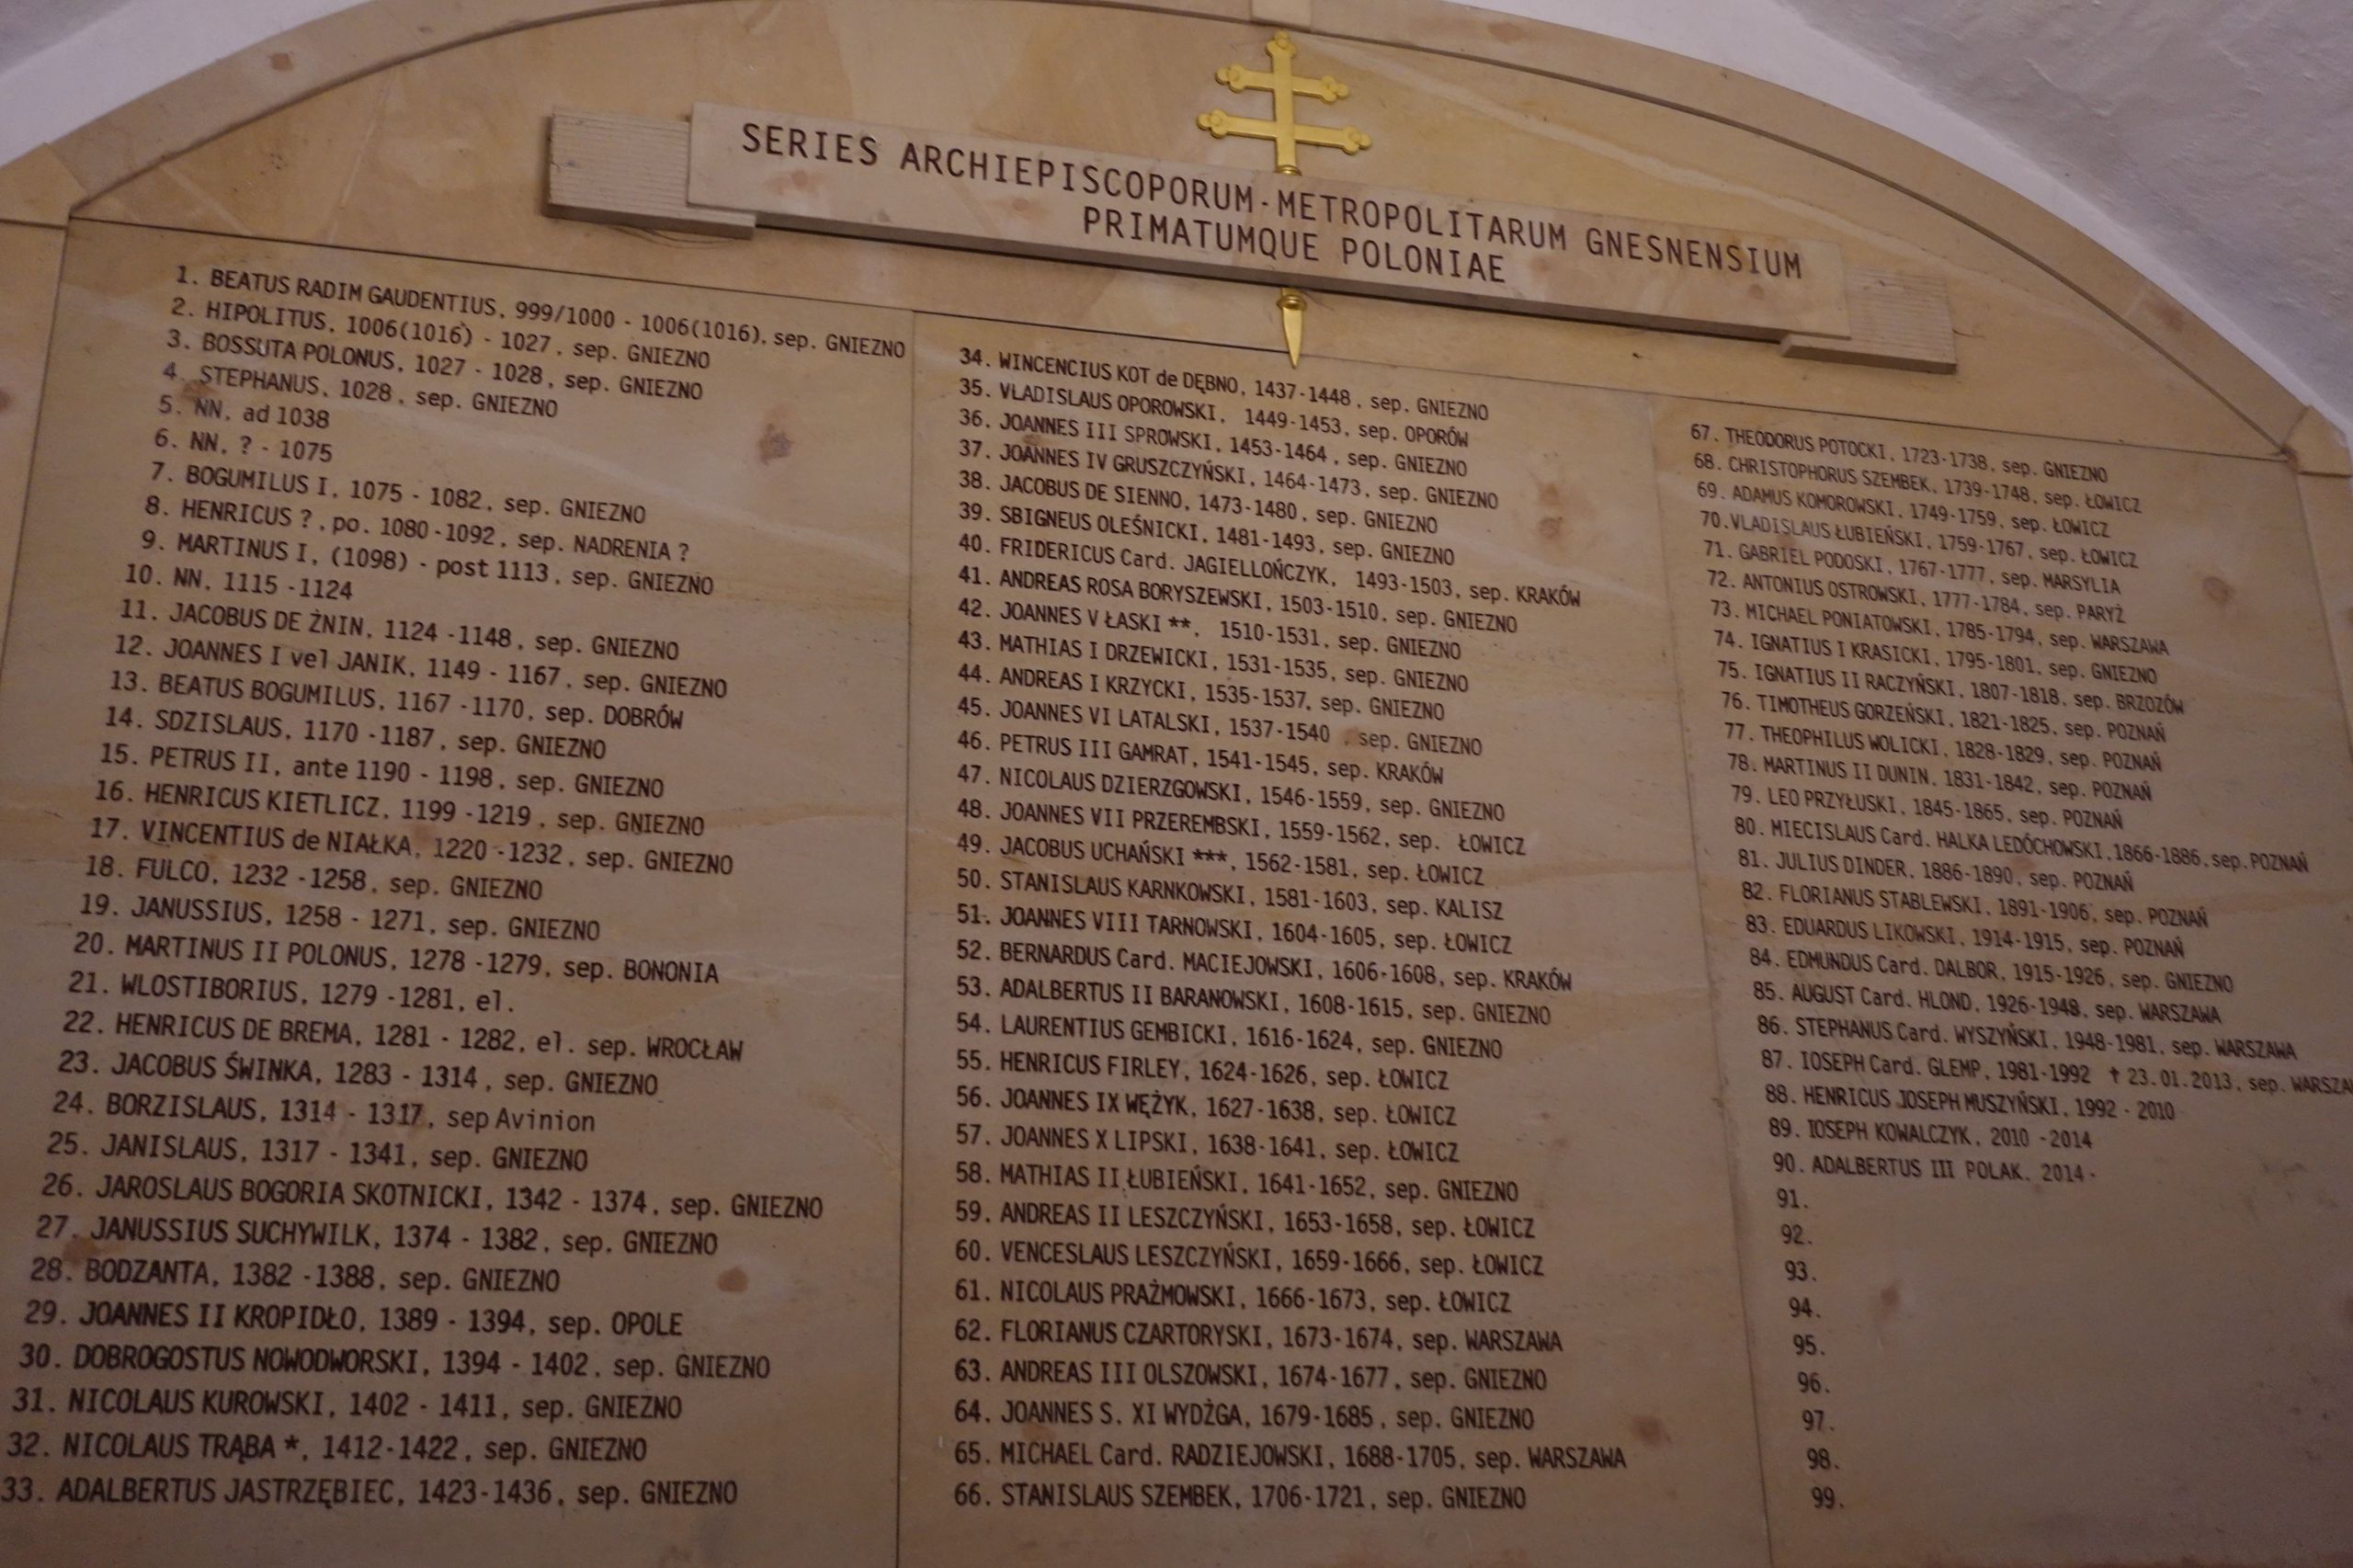 SERIES ARCHIEPISCOPORUM-METROPOLITARUM GNESNENSIUM
PRIMATUMQUE POLONIAE
1. BEATUS RADIM GAUDENTIUS, 999/1000 - 1006(1016), sep. GNIEZNO
2. HIPOLITUS, 1006(1016) - 1027, sep. GNIEZNO
3. BOSSUTA POLONUS, 1027 - 1028, sep. GNIEZNO
4. STEPHANUS, 1028, sep. GNIEZNO
5. NN, ad 1038
6. NN, ? - 1075
7. BOGUMILUS I, 1075 - 1082, sep. GNIEZNO
8. HENRICUS ?, po. 1080 - 1092, sep. NADRENIA ?
9. MARTINUS I, (1098) - post 1113, sep. GNIEZNO
10. NN, 1115 - 1124
11. JACOBUS DE ŻNIN, 1124 - 1148, sep. GNIEZNO
12. JOANNES I vel JANIK, 1149 - 1167, sep. GNIEZNO
13. BEATUS BOGUMILUS, 1167 - 1170, sep. DOBRÓW
14. SDZISLAUS, 1170 - 1187, sep. GNIEZNO
15. PETRUS II, ante 1190 - 1198, sep. GNIEZNO
16. HENRICUS KIETLICZ, 1199 - 1219, sep. GNIEZNO
17. VINCENTIUS de NIAŁKA, 1220 - 1232, sep. GNIEZNO
18. FULCO, 1232 - 1258, sep. GNIEZNO
19. JANUSSIUS, 1258 - 1271, sep. GNIEZNO
20. MARTINUS II POLONUS, 1278 - 1279, sep. BONONIA
21. WLOSTIBORIUS, 1279 - 1281, el.
22. HENRICUS DE BREMA, 1281 - 1282, el. sep. WROCŁAW
23. JACOBUS ŚWINKA, 1283 - 1314, sep. GNIEZNO
24. BORZISLAUS, 1314 - 1317, sep Avinion
25. JANISLAUS, 1317 - 1341, sep. GNIEZNO
26. JAROSLAUS BOGORIA SKOTNICKI, 1342 - 1374, sep. GNIEZNO
27. JANUSSIUS SUCHYWILK, 1374 - 1382, sep. GNIEZNO
28. BODZANTA, 1382 - 1388, sep. GNIEZNO
29. JOANNES II KROPIDŁO, 1389 - 1394, sep. OPOLE
30. DOBROGOSTUS NOWODWORSKI, 1394 - 1402, sep. GNIEZNO
31. NICOLAUS KUROWSKI, 1402 - 1411, sep. GNIEZNO
32. NICOLAUS TRĄBA *, 1412-1422, sep. GNIEZNO
33. ADALBERTUS JASTRZĘBIEC, 1423-1436, sep. GNIEZNO
34. WINCENCIUS KOT de DĘBNO, 1437-1448, sep. GNIEZNO
35. VLADISLAUS OPOROWSKI, 1449-1453, sep. OPORÓW
36. JOANNES III SPROWSKI, 1453-1464, sep. GNIEZNO
37. JOANNES IV GRUSZCZYŃSKI, 1464-1473, sep. GNIEZNO
38. JACOBUS DE SIENNO, 1473-1480, sep. GNIEZNO
39. SBIGNEUS OLEŚNICKI, 1481-1493, sep. GNIEZNO
40. FRIDERICUS Card. JAGIELLOŃCZYK, 1493-1503, sep. KRAKÓW
41. ANDREAS ROSA BORYSZEWSKI, 1503-1510, sep. GNIEZNO
42. JOANNES V ŁASKI **, 1510-1531, sep. GNIEZNO
43. MATHIAS I DRZEWICKI, 1531-1535, sep. GNIEZNO
44. ANDREAS I KRZYCKI, 1535-1537, sep. GNIEZNO
45. JOANNES VI LATALSKI, 1537-1540, sep. GNIEZNO
46. PETRUS III GAMRAT, 1541-1545, sep. KRAKÓW
47. NICOLAUS DZIERZGOWSKI, 1546-1559, sep. GNIEZNO
48. JOANNES VII PRZEREMBSKI, 1559-1562, sep. ŁOWICZ
49. JACOBUS UCHAŃSKI ***, 1562-1581, sep. ŁOWICZ
50. STANISLAUS KARNKOWSKI, 1581-1603, sep. KALISZ
51. JOANNES VIII TARNOWSKI, 1604-1605, sep. ŁOWICZ
52. BERNARDUS Card. MACIEJOWSKI, 1606-1608, sep. KRAKÓW
53. ADALBERTUS II BARANOWSKI, 1608-1615, sep. GNIEZNO
54. LAURENTIUS GEMBICKI, 1616-1624, sep. GNIEZNO
55. HENRICUS FIRLEY, 1624-1626, sep. ŁOWICZ
56. JOANNES IX WĘŻYK, 1627-1638, sep. ŁOWICZ
57. JOANNES X LIPSKI, 1638-1641, sep. ŁOWICZ
58. MATHIAS II ŁUBIEŃSKI, 1641-1652, sep. GNIEZNO
59. ANDREAS II LESZCZYŃSKI, 1653-1658, sep. ŁOWICZ
60. VENCESLAUS LESZCZYŃSKI, 1659-1666, sep. ŁOWICZ
61. NICOLAUS PRAŻMOWSKI, 1666-1673, sep. ŁOWICZ
62. FLORIANUS CZARTORYSKI, 1673-1674, sep. WARSZAWA
63. ANDREAS III OLSZOWSKI, 1674-1677, sep. GNIEZNO
64. JOANNES S. XI WYDŻGA, 1679-1685, sep. GNIEZNO
65. MICHAEL Card. RADZIEJOWSKI, 1688-1705, sep. WARSZAWA
66. STANISLAUS SZEMBEK, 1706-1721, sep. GNIEZNO
67. THEODORUS POTOCKI, 1723-1738, sep. GNIEZNO
68. CHRISTOPHORUS SZEMBEK, 1739-1748, sep. ŁOWICZ
69. ADAMUS KOMOROWSKI, 1749-1759, sep. ŁOWICZ
70. VLADISLAUS ŁUBIEŃSKI, 1759-1767, sep. ŁOWICZ
71. GABRIEL PODOSKI, 1767-1777, sep. MARSYLIA
72. ANTONIUS OSTROWSKI, 1777-1784, sep. PARYŻ
73. MICHAEL PONIATOWSKI, 1785-1794, sep. WARSZAWA
74. IGNATIUS I KRASICKI, 1795-1801, sep. GNIEZNO
75. IGNATIUS II RACZYŃSKI, 1807-1818, sep. BRZOZÓW
76. TIMOTHEUS GORZEŃSKI, 1821-1825, sep. POZNAŃ
77. THEOPHILUS WOLICKI, 1828-1829, sep. POZNAŃ
78. MARTINUS II DUNIN, 1831-1842, sep. POZNAŃ
79. LEO PRZYŁUSKI, 1845-1865, sep. POZNAŃ
80. MIECISLAUS Card. HALKA LEDÓCHOWSKI, 1866-1886, sep. POZNAŃ
81. JULIUS DINDER, 1886-1890, sep. POZNAŃ
82. FLORIANUS STABLEWSKI, 1891-1906, sep. POZNAŃ
83. EDUARDUS LIKOWSKI, 1914-1915, sep. POZNAŃ
84. EDMUNDUS Card. DALBOR, 1915-1926, sep. GNIEZNO
85. AUGUST Card. HLOND, 1926-1948, sep. WARSZAWA
86. STEPHANUS Card. WYSZYŃSKI, 1948-1981, sep. WARSZAWA
87. IOSEPH Card. GLEMP, 1981-1992 † 23.01.2013, sep. WARSZA
88. HENRICUS JOSEPH MUSZYŃSKI, 1992 - 2010
89. IOSEPH KOWALCZYK, 2010 - 2014
90. ADALBERTUS III POLAK, 2014 -
91.
92.
93.
94.
95.
96.
97.
98.
99.